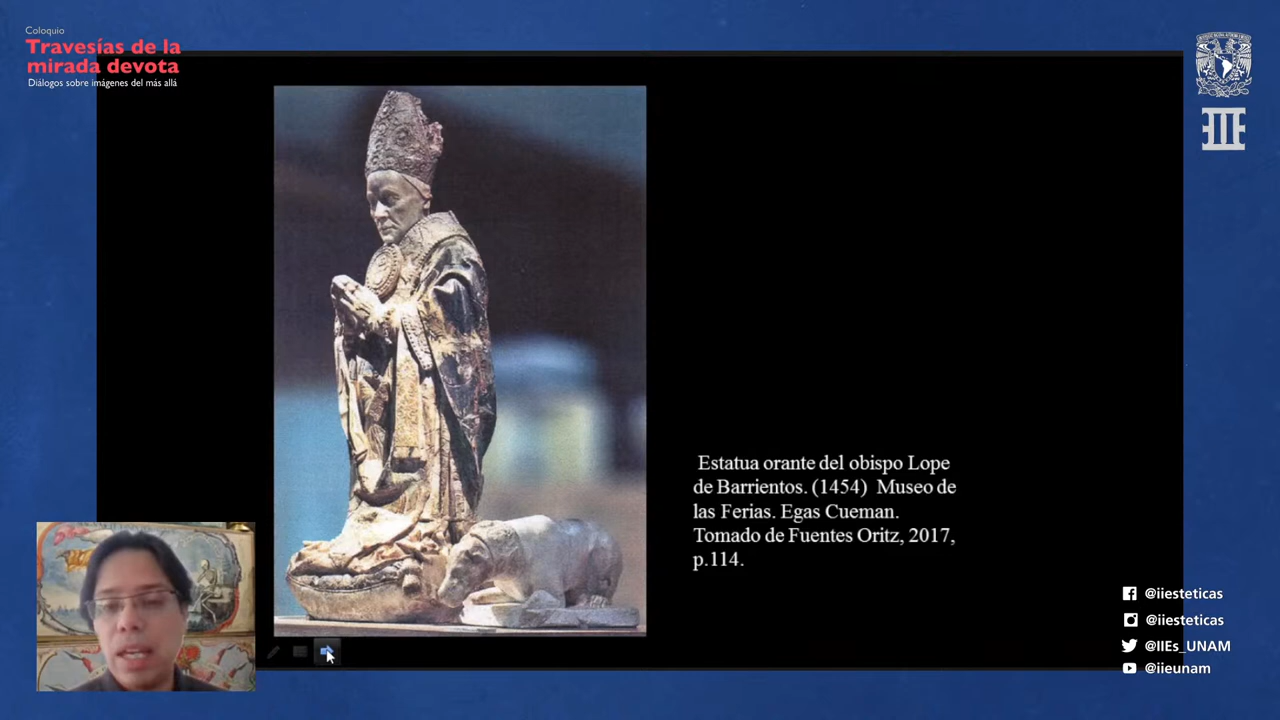 Coloquio
Travesías de la
mirada devota
Diálogos sobre imágenes del más allá
Estatua orante del obispo Lope
de Barrientos. (1454) Museo de
las Ferias. Egas Cueman.
Tomado de Fuentes Oritz, 2017,
p.114.
@iiesteticas
@iiesteticas
@IIEs_UNAM
@iieunam